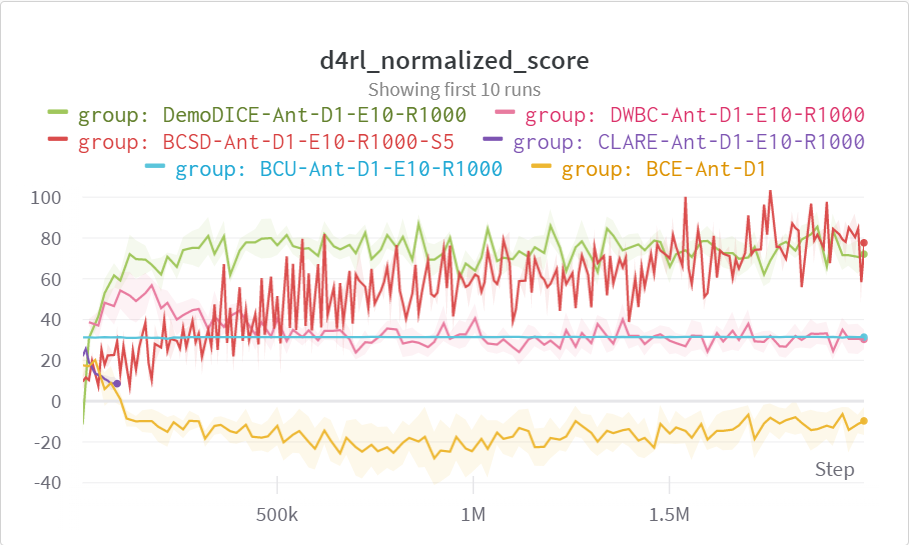 d4rl_normalized_score
Showing first 10 runs
group: DemoDICE-Ant-D1-E10-R1000 group: DWBC-Ant-D1-E10-R1000
group: BCSD-Ant-D1-E10-R1000-S5 group: CLARE-Ant-D1-E10-R1000
group: BCU-Ant-D1-E10-R1000 group: BCE-Ant-D1
100
80
60
40
20
0
-20
-40
Step
500k 1M 1.5M